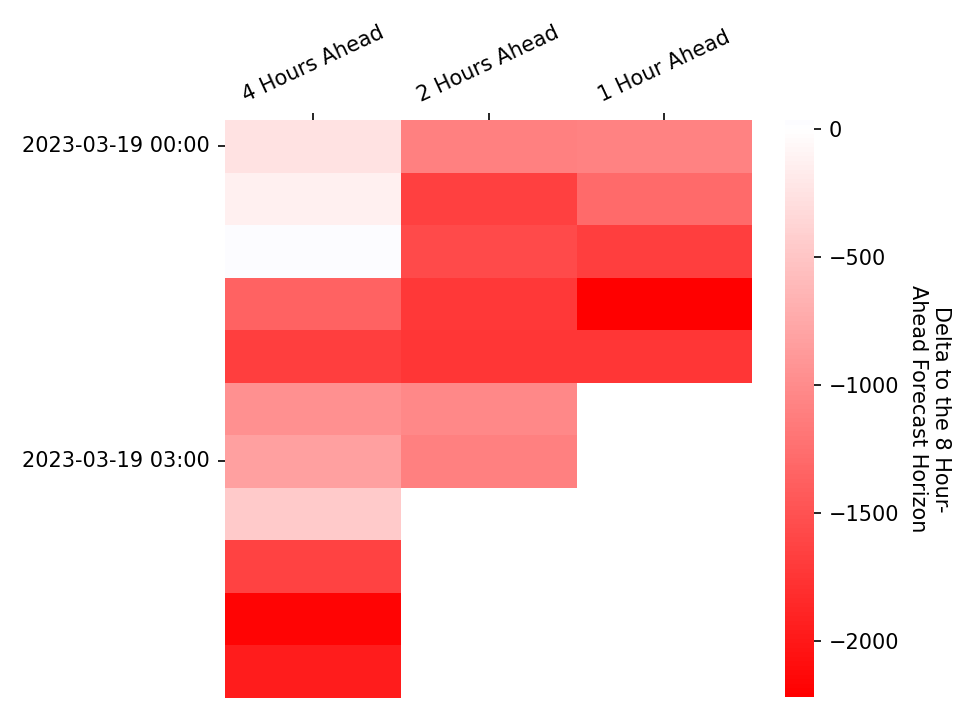 4 Hours Ahead
2 Hours Ahead
1 Hour Ahead
2023-03-19 00:00
2023-03-19 03:00
0
−500
−1000
−1500
−2000
Delta to the 8 Hour-
Ahead Forecast Horizon